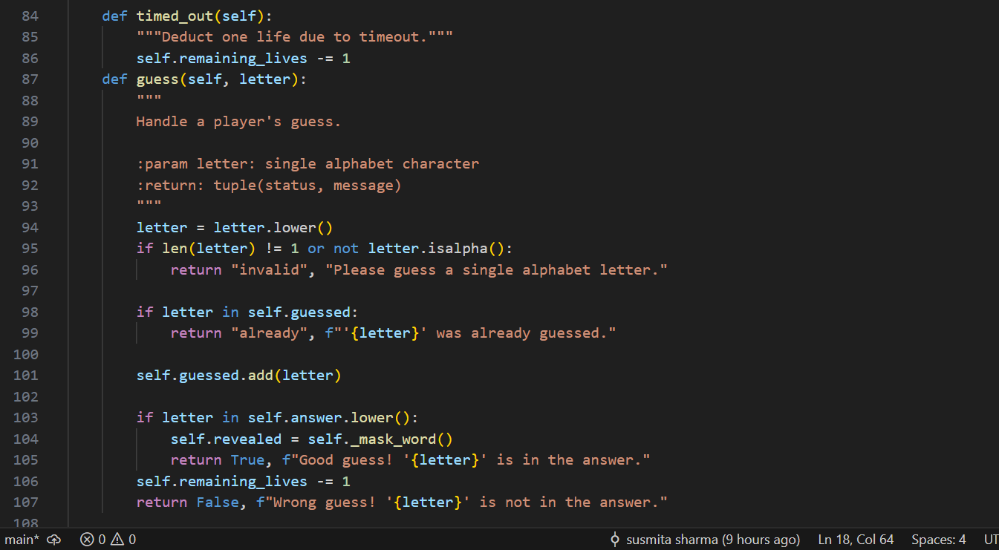 84 def timed_out(self):
85 """Deduct one life due to timeout."""
86 self.remaining_lives -= 1
87 def guess(self, letter):
88 """
89 Handle a player's guess.
90
91 :param letter: single alphabet character
92 :return: tuple(status, message)
93 """
94 letter = letter.lower()
95 if len(letter) != 1 or not letter.isalpha():
96 return "invalid", "Please guess a single alphabet letter."
97
98 if letter in self.guessed:
99 return "already", f"'{letter}' was already guessed."
100
101 self.guessed.add(letter)
102
103 if letter in self.answer.lower():
104 self.revealed = self._mask_word()
105 return True, f"Good guess! '{letter}' is in the answer."
106 self.remaining_lives -= 1
107 return False, f"Wrong guess! '{letter}' is not in the answer."
108
main* 0 0 susmita sharma (9 hours ago) Ln 18, Col 64 Spaces: 4 UT